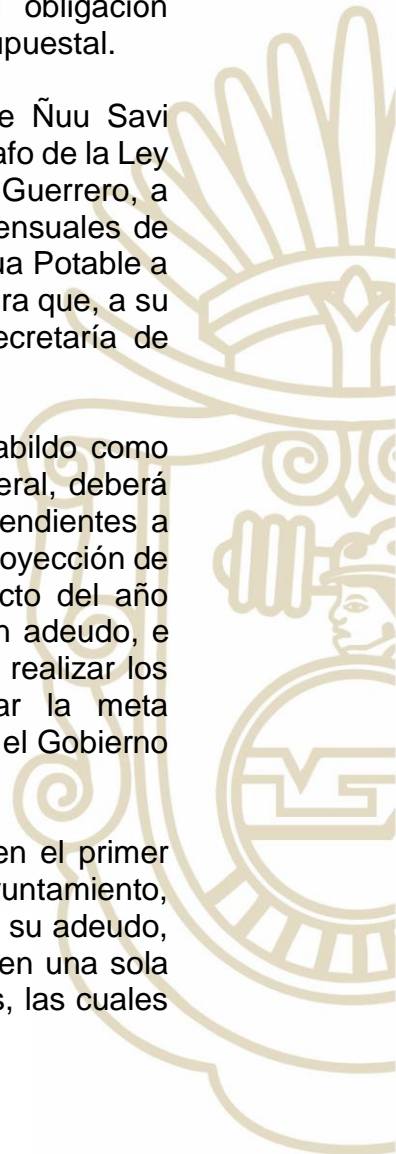 obligación
upuestal.
e Ñuu Savi
afo de la Ley
Guerrero, a
ensuales de
ua Potable a
ra que, a su
ecretaría de
abildo como
eral, deberá
endientes a
oyección de
cto del año
n adeudo, e
realizar los
ar la meta
el Gobierno
en el primer
yuntamiento,
su adeudo,
en una sola
s, las cuales